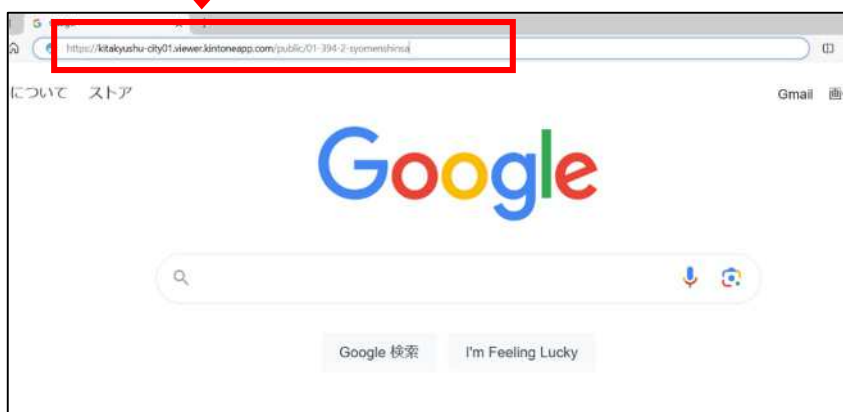 G
https://kitakyushu-city01.viewer.kintoneapp.com/public/01-394-2-syomenshinsa
について ストア Gmail 画
Google
Google 検索 I'm Feeling Lucky